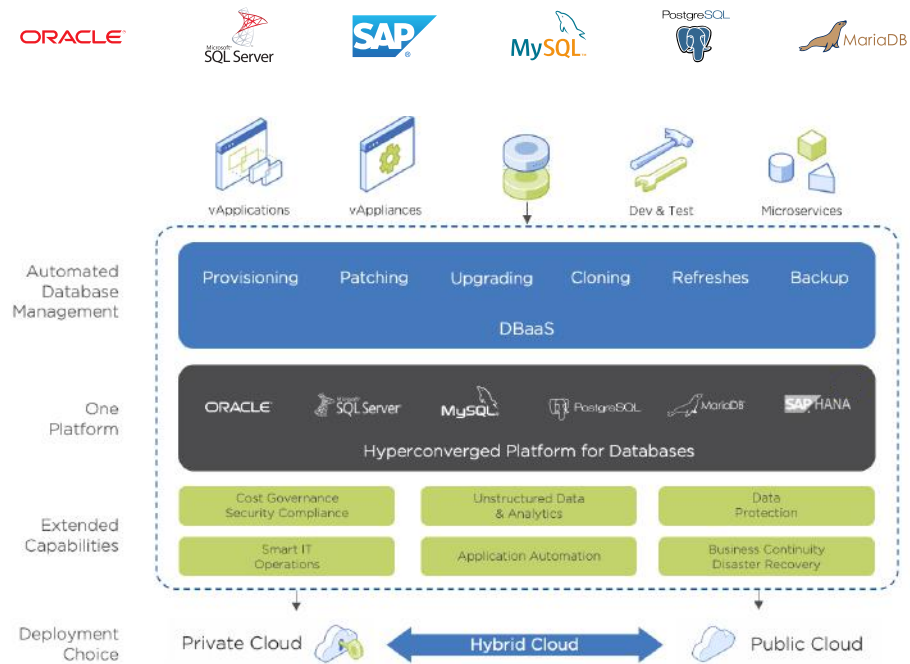 ORACLE
Microsoft
SQL Server
SAP
MySQL
PostgreSQL
MariaDB
vApplications
vAppliances
Dev & Test
Microservices
Automated
Database
Management
Provisioning
Patching
Upgrading
Cloning
Refreshes
Backup
DBaaS
One
Platform
ORACLE
Microsoft
SQL Server
MySQL
PostgreSQL
MariaDB
SAP HANA
Hyperconverged Platform for Databases
Extended
Capabilities
Cost Governance
Security Compliance
Unstructured Data
& Analytics
Data
Protection
Smart IT
Operations
Application Automation
Business Continuity
Disaster Recovery
Deployment
Choice
Private Cloud
Hybrid Cloud
Public Cloud